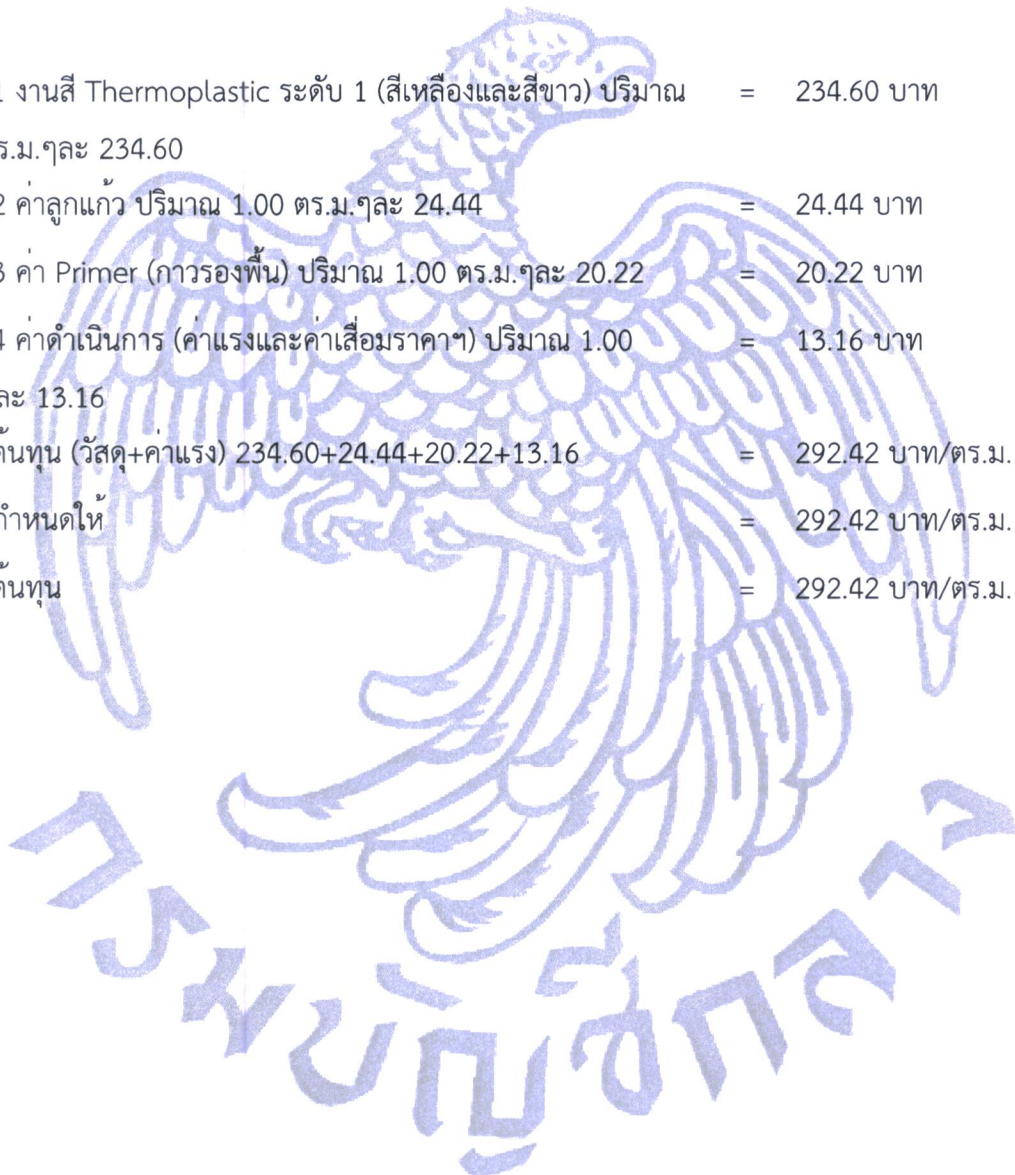 1 งานสี Thermoplastic ระดับ 1 (สีเหลืองและสีขาว) ปริมาณ = 234.60 บาท
ร.ม.ๆละ 234.60
2 ค่าลูกแก้ว ปริมาณ 1.00 ตร.ม.ๆละ 24.44 = 24.44 บาท
3 ค่า Primer (กาวรองพื้น) ปริมาณ 1.00 ตร.ม.ๆละ 20.22 = 20.22 บาท
4 ค่าดำเนินการ (ค่าแรงและค่าเสื่อมราคาฯ) ปริมาณ 1.00 = 13.16 บาท
ละ 13.16
ต้นทุน (วัสดุ+ค่าแรง) 234.60+24.44+20.22+13.16 = 292.42 บาท/ตร.ม.
กำหนดให้ = 292.42 บาท/ตร.ม.
ต้นทุน = 292.42 บาท/ตร.ม.
กรมบัญชีกลาง